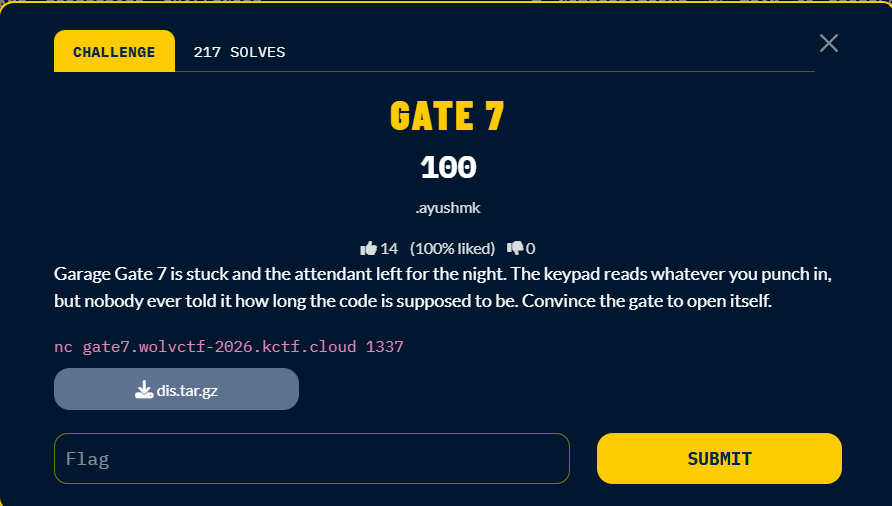 CHALLENGE
217 SOLVES
GATE 7
100
.ayushmk
14 (100% liked) 0
Garage Gate 7 is stuck and the attendant left for the night. The keypad reads whatever you punch in,
but nobody ever told it how long the code is supposed to be. Convince the gate to open itself.
nc gate7.wolvctf-2026.kctf.cloud 1337
dis.tar.gz
Flag
SUBMIT